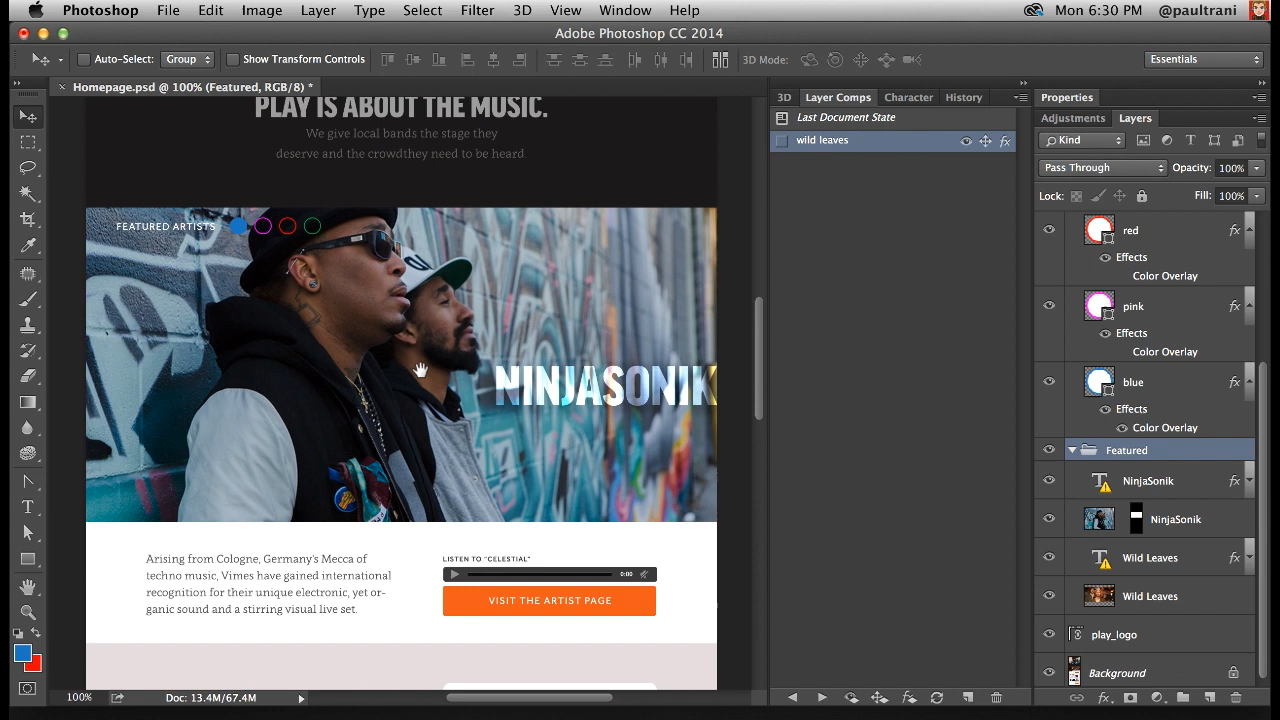 Photoshop File Edit Image Layer Type Select Filter 3D View Window Help Mon 6:30 PM @paultrani
Adobe Photoshop CC 2014
Auto-Select: Group Show Transform Controls 3D Mode: Essentials
Homepage.psd @ 100% (Featured, RGB/8) *
3D Layer Comps Character History
Last Document State
wild leaves
Properties
Adjustments Layers
Kind
Pass Through Opacity: 100%
Lock: Fill: 100%
red
Effects
Color Overlay
pink
Effects
Color Overlay
blue
Effects
Color Overlay
Featured
NinjaSonik
NinjaSonik
Wild Leaves
Wild Leaves
play_logo
Background
PLAY IS ABOUT THE MUSIC.
We give local bands the stage they
deserve and the crowdthey need to be heard.
FEATURED ARTISTS
NINJASONIK
Arising from Cologne, Germany's Mecca of
techno music, Vimes have gained international
recognition for their unique electronic, yet or-
ganic sound and a stirring visual live set.
LISTEN TO "CELESTIAL"
0:00
VISIT THE ARTIST PAGE
100% Doc: 13.4M/67.4M